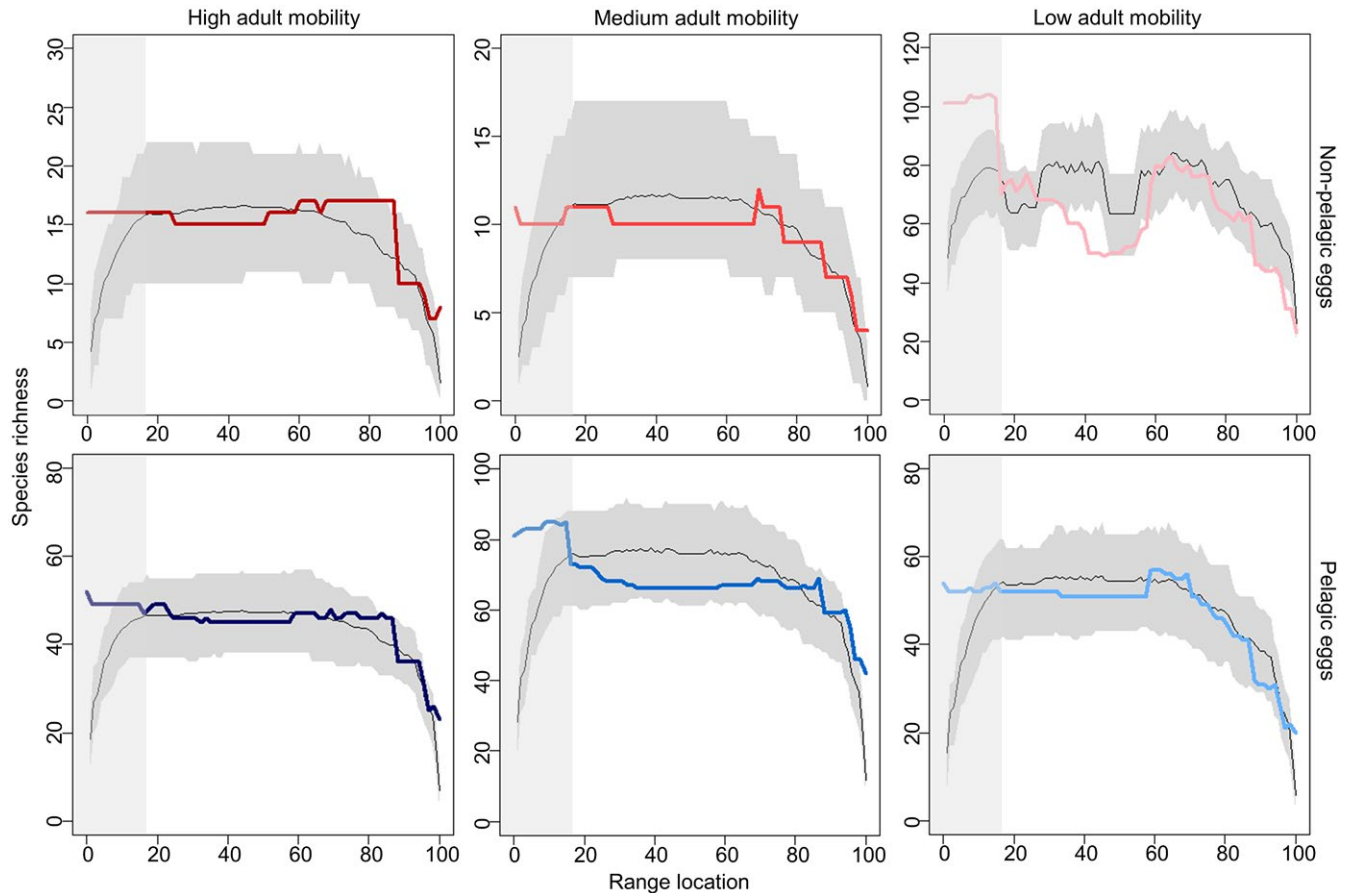 High adult mobility
Medium adult mobility
Low adult mobility
30
25
20
15
10
5
0
0 20 40 60 80 100
20
15
10
5
0
0 20 40 60 80 100
120
100
80
60
40
20
0
0 20 40 60 80 100
Non-pelagic eggs
Species richness
80
60
40
20
0
0 20 40 60 80 100
100
80
60
40
20
0
0 20 40 60 80 100
80
60
40
20
0
0 20 40 60 80 100
Pelagic eggs
Range location